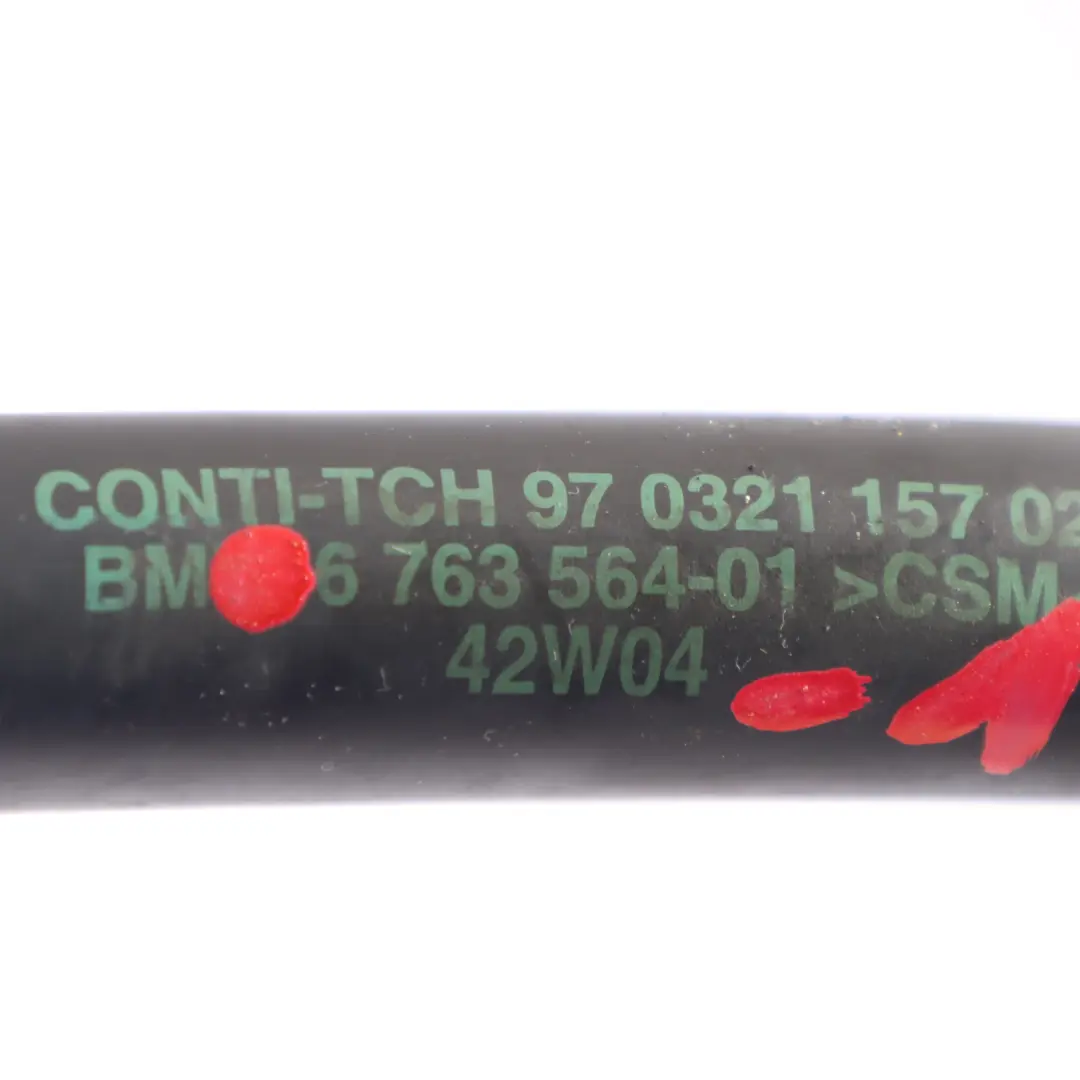 CONTI-TCH 97 0321 157 02
BM 6 763 564-01 >CSM
42W04